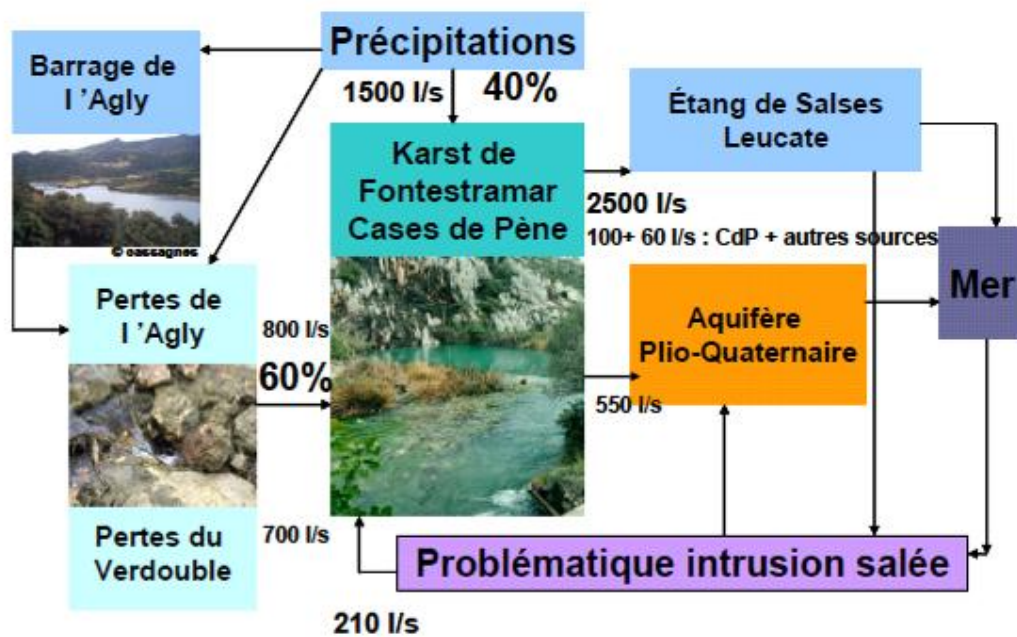 Précipitations
Barrage de
l ’Agly
© cassagnes
1500 l/s
40%
Étang de Salses
Leucate
Karst de
Fontestramar
Cases de Pène
2500 l/s
100+ 60 l/s : CdP + autres sources
Mer
Pertes de
l ’Agly
800 l/s
60%
Aquifère
Plio-Quaternaire
550 l/s
Pertes du
Verdouble
700 l/s
Problématique intrusion salée
210 l/s